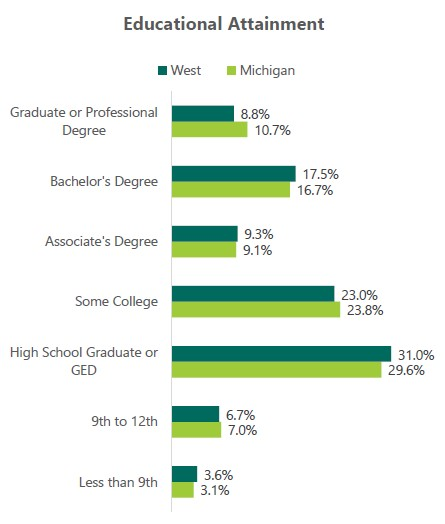 Educational Attainment
West Michigan
Graduate or Professional
Degree
8.8%
10.7%
Bachelor's Degree
17.5%
16.7%
Associate's Degree
9.3%
9.1%
Some College
23.0%
23.8%
High School Graduate or
GED
31.0%
29.6%
9th to 12th
6.7%
7.0%
Less than 9th
3.6%
3.1%